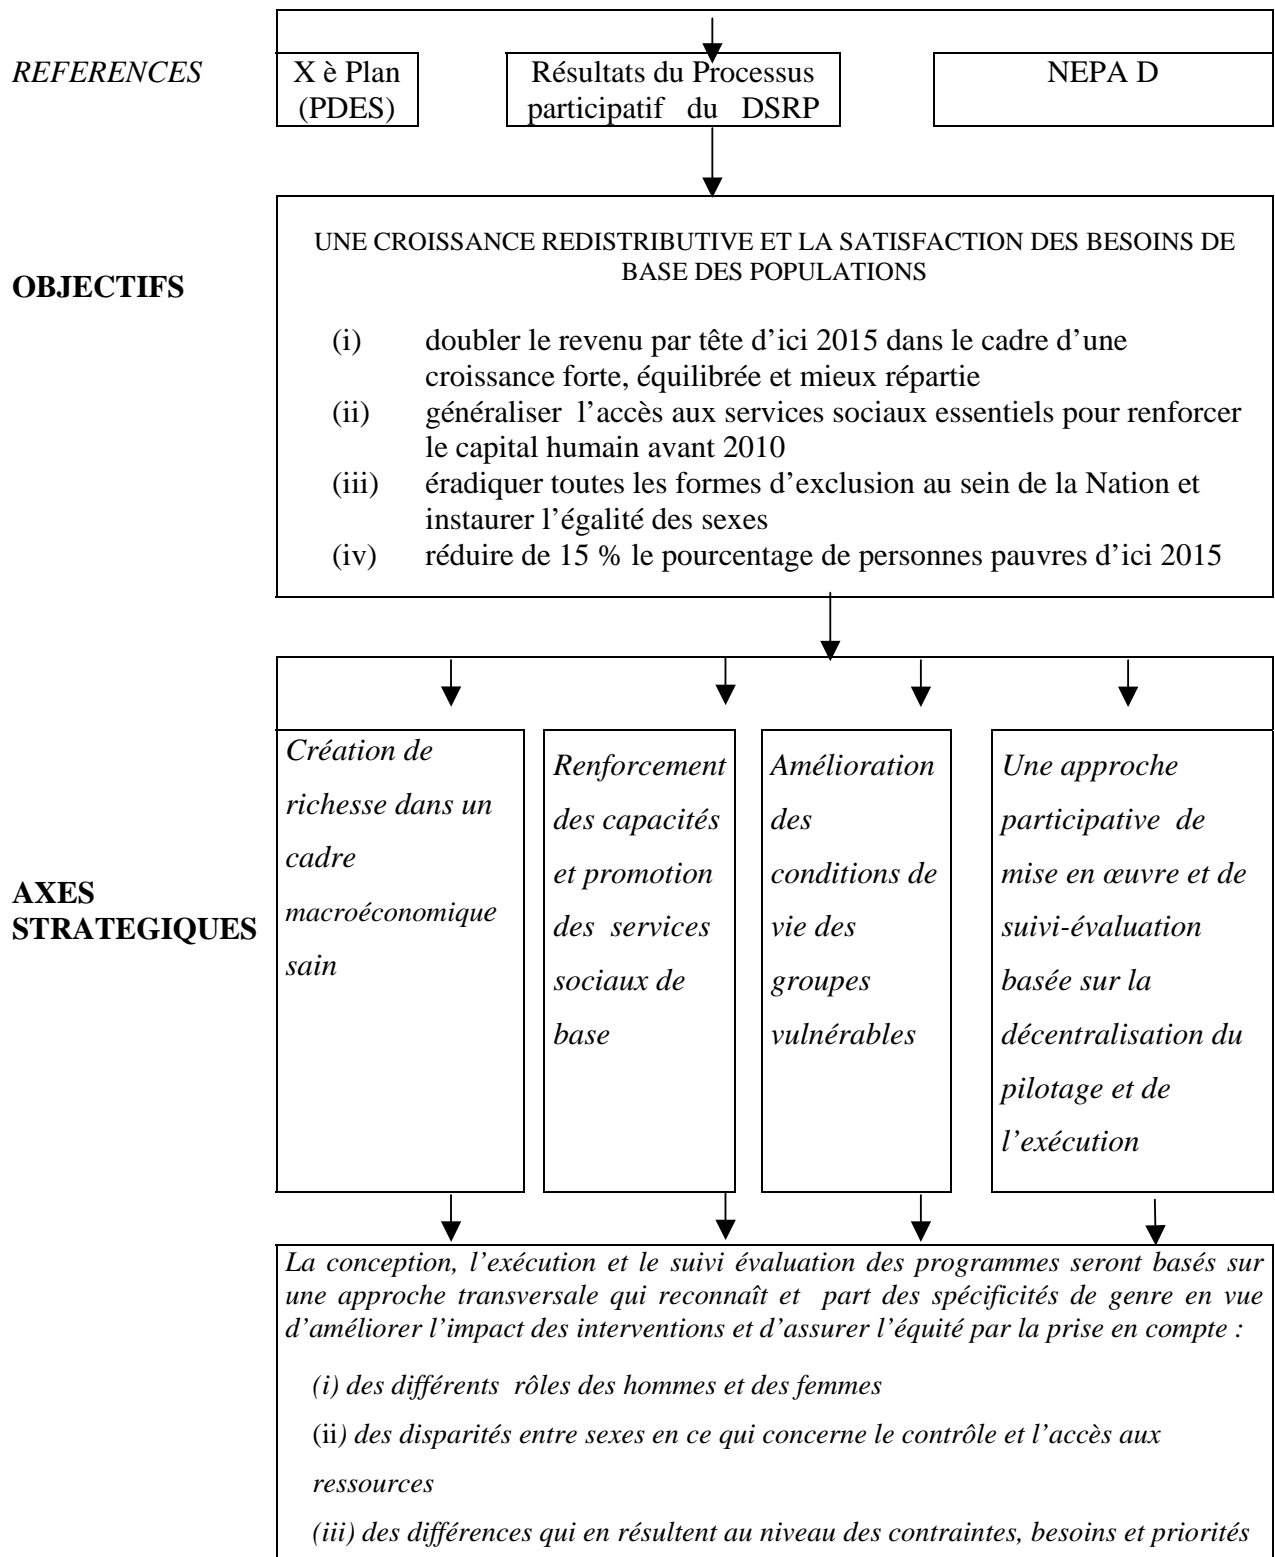 REFERENCES
X è Plan
(PDES)
Résultats du Processus
participatif du DSRP
NEPA D
OBJECTIFS
UNE CROISSANCE REDISTRIBUTIVE ET LA SATISFACTION DES BESOINS DE
BASE DES POPULATIONS
(i) doubler le revenu par tête d’ici 2015 dans le cadre d’une
croissance forte, équilibrée et mieux répartie
(ii) généraliser l’accès aux services sociaux essentiels pour renforcer
le capital humain avant 2010
(iii) éradiquer toutes les formes d’exclusion au sein de la Nation et
instaurer l’égalité des sexes
(iv) réduire de 15 % le pourcentage de personnes pauvres d’ici 2015
AXES
STRATEGIQUES
Création de
richesse dans un
cadre
macroéconomique
sain
Renforcement
des capacités
et promotion
des services
sociaux de
base
Amélioration
des
conditions de
vie des
groupes
vulnérables
Une approche
participative de
mise en œuvre et de
suivi-évaluation
basée sur la
décentralisation du
pilotage et de
l’exécution
La conception, l’exécution et le suivi évaluation des programmes seront basés sur
une approche transversale qui reconnaît et part des spécificités de genre en vue
d’améliorer l’impact des interventions et d’assurer l’équité par la prise en compte :
(i) des différents rôles des hommes et des femmes
(ii) des disparités entre sexes en ce qui concerne le contrôle et l’accès aux
ressources
(iii) des différences qui en résultent au niveau des contraintes, besoins et priorités